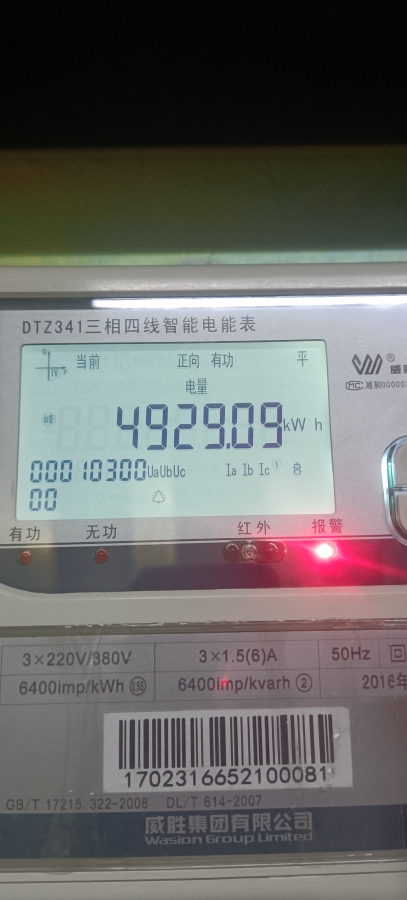 DTZ341三相四线智能电能表
当前 正向 有功 平
电量
峰 4929.09 kW h
00010300 UaUbUc Ia Ib Ic
00
有功 无功 红外 报警
3×220V/380V 3×1.5(6)A 50Hz
6400imp/kWh 6400imp/kvarh ② 2016年
17023166521000081
GB/T 17215.322-2008 DL/T 614-2007
威胜集团有限公司
Wasion Group Limited